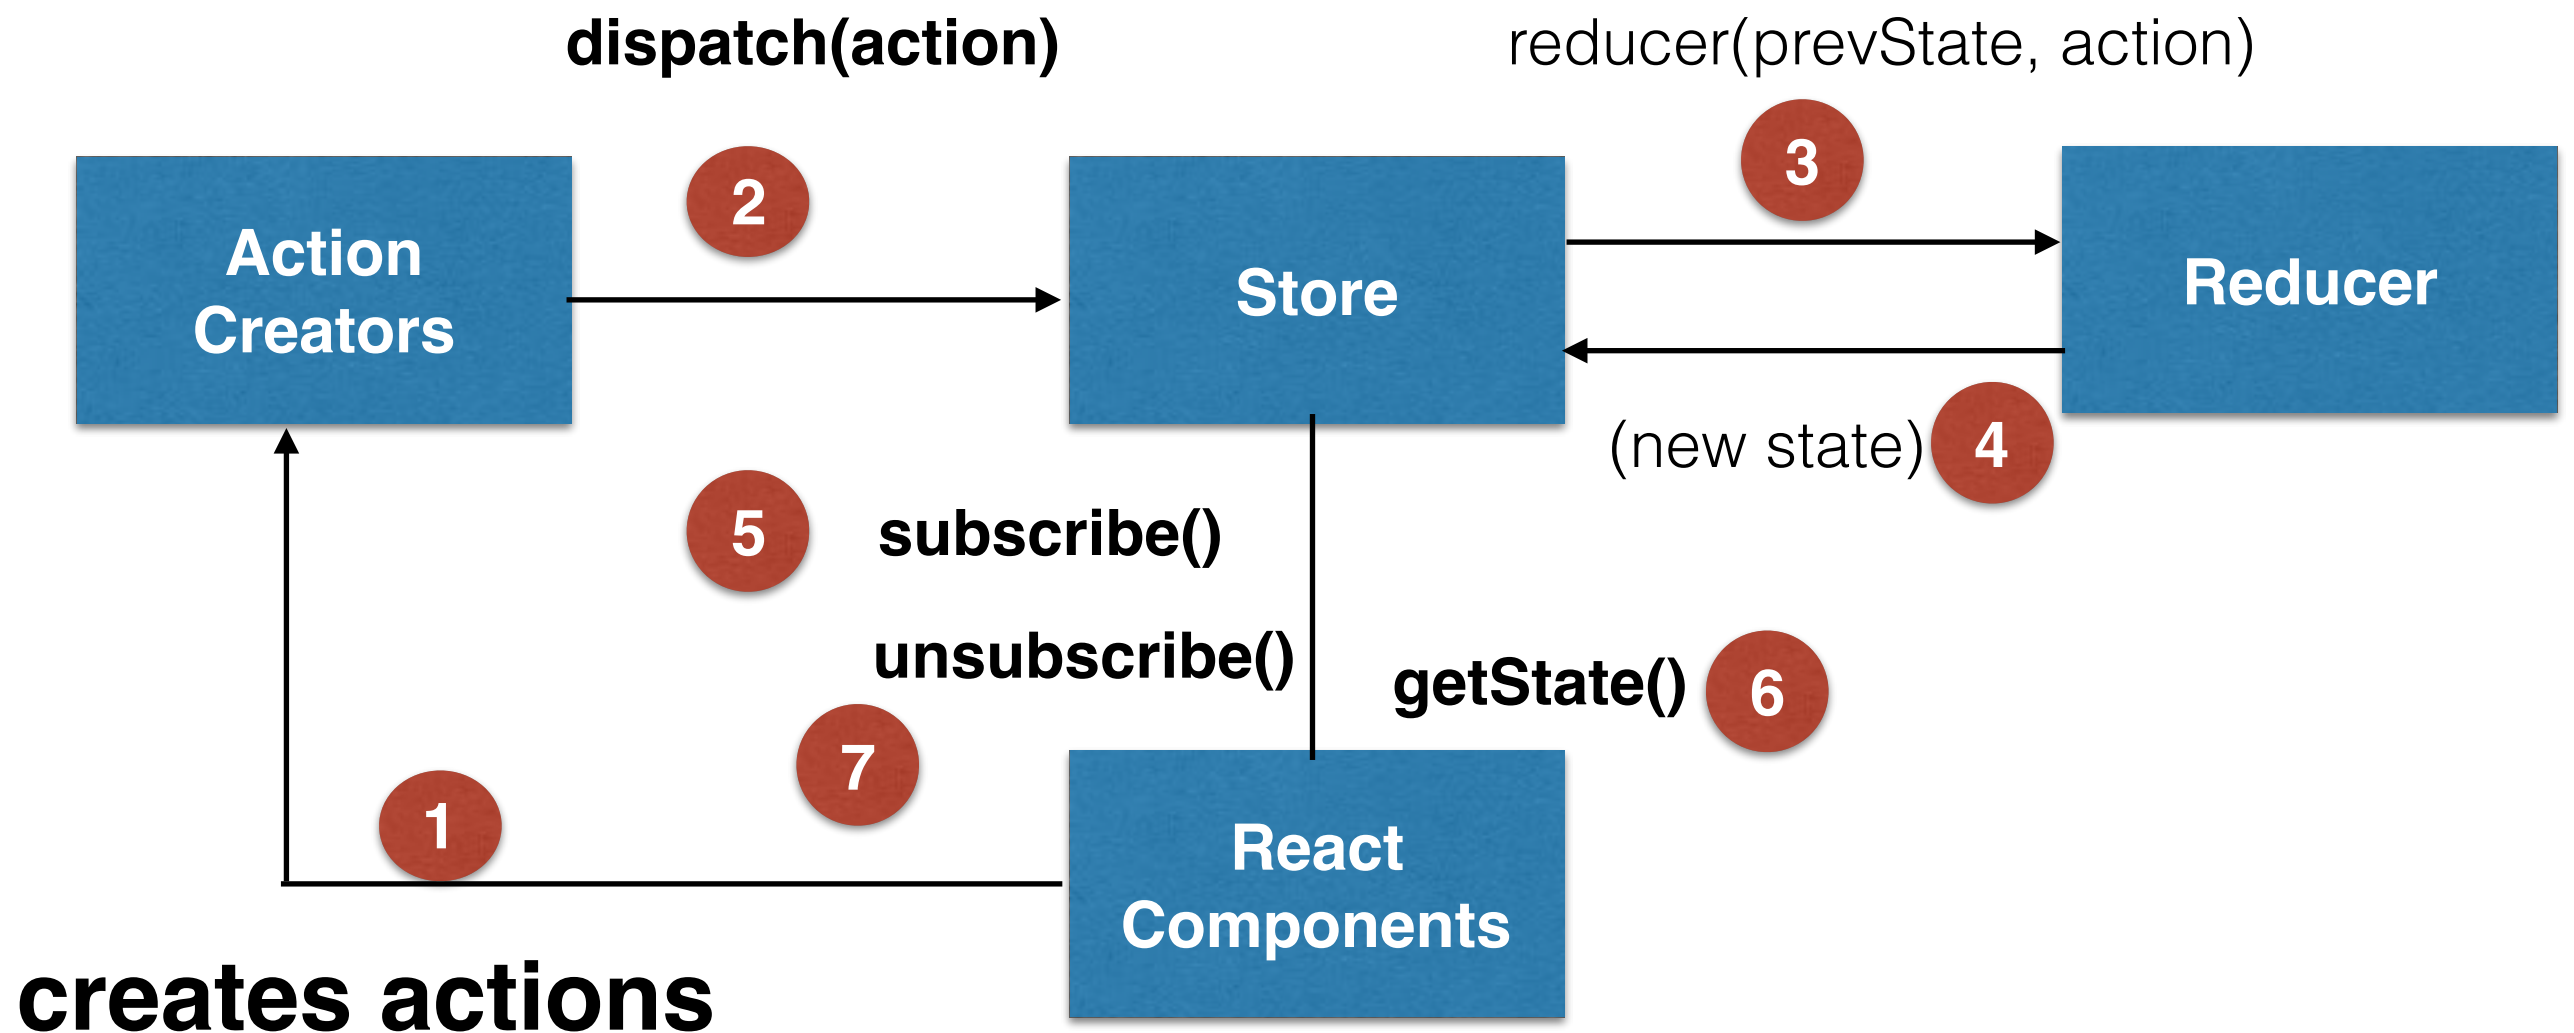 dispatch(action)
reducer(prevState, action)
2
3
Action
Creators
Store
Reducer
(new state)
4
5
subscribe()
unsubscribe()
getState()
6
7
1
React
Components
creates actions